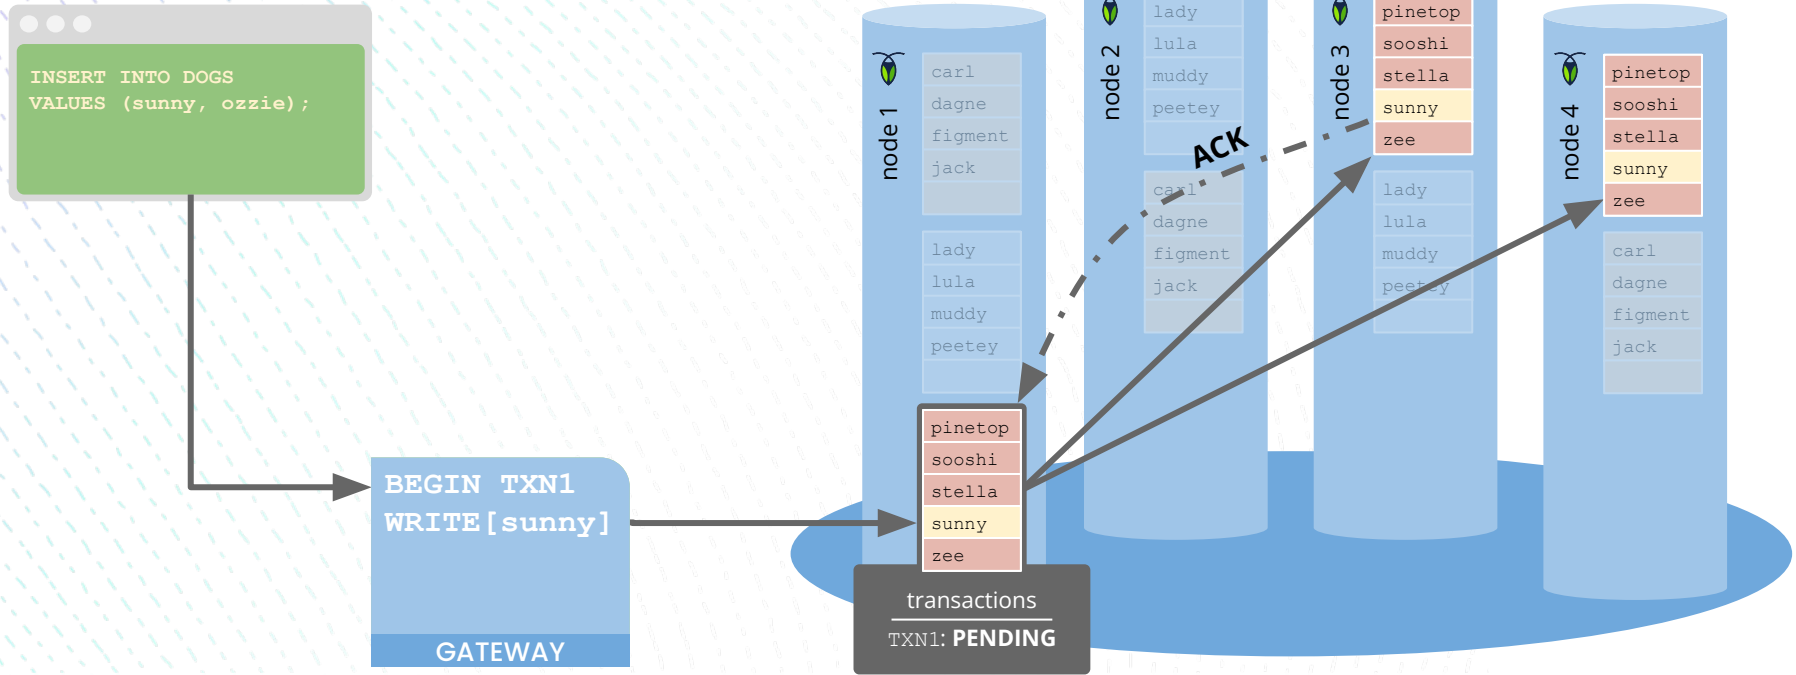 INSERT INTO DOGS
VALUES (sunny, ozzie);
BEGIN TXN1
WRITE[sunny]
GATEWAY
node 1
carl
dagne
figment
jack
lady
lula
muddy
peetey
pinetop
sooshi
stella
sunny
zee
transactions
TXN1: PENDING
node 2
lady
lula
muddy
peetey
carl
dagne
figment
jack
ACK
node 3
pinetop
sooshi
stella
sunny
zee
lady
lula
muddy
peetey
node 4
pinetop
sooshi
stella
sunny
zee
carl
dagne
figment
jack